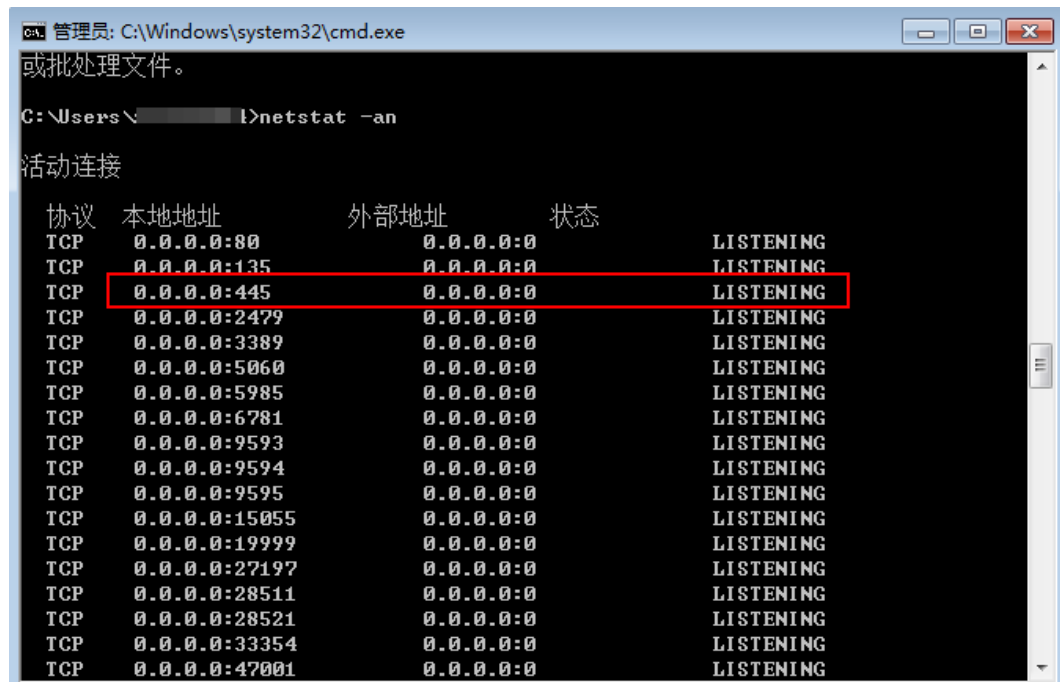 管理员: C:\Windows\system32\cmd.exe
或批处理文件。
C:\Users\ l>netstat -an
活动连接
协议 本地地址 外部地址 状态
TCP 0.0.0.0:80 0.0.0.0:0 LISTENING
TCP 0.0.0.0:135 0.0.0.0:0 LISTENING
TCP 0.0.0.0:445 0.0.0.0:0 LISTENING
TCP 0.0.0.0:2479 0.0.0.0:0 LISTENING
TCP 0.0.0.0:3389 0.0.0.0:0 LISTENING
TCP 0.0.0.0:5060 0.0.0.0:0 LISTENING
TCP 0.0.0.0:5985 0.0.0.0:0 LISTENING
TCP 0.0.0.0:6781 0.0.0.0:0 LISTENING
TCP 0.0.0.0:9593 0.0.0.0:0 LISTENING
TCP 0.0.0.0:9594 0.0.0.0:0 LISTENING
TCP 0.0.0.0:9595 0.0.0.0:0 LISTENING
TCP 0.0.0.0:15055 0.0.0.0:0 LISTENING
TCP 0.0.0.0:19999 0.0.0.0:0 LISTENING
TCP 0.0.0.0:27197 0.0.0.0:0 LISTENING
TCP 0.0.0.0:28511 0.0.0.0:0 LISTENING
TCP 0.0.0.0:28521 0.0.0.0:0 LISTENING
TCP 0.0.0.0:33354 0.0.0.0:0 LISTENING
TCP 0.0.0.0:47001 0.0.0.0:0 LISTENING